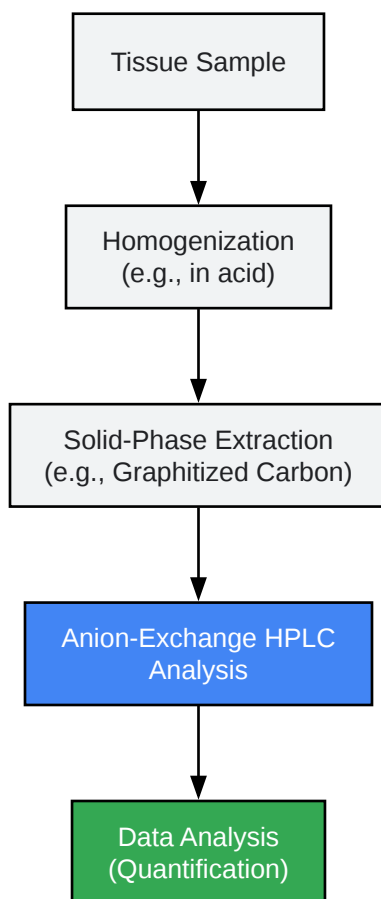 Tissue Sample
Homogenization
(e.g., in acid)
Solid-Phase Extraction
(e.g., Graphitized Carbon)
Anion-Exchange HPLC
Analysis
Data Analysis
(Quantification)